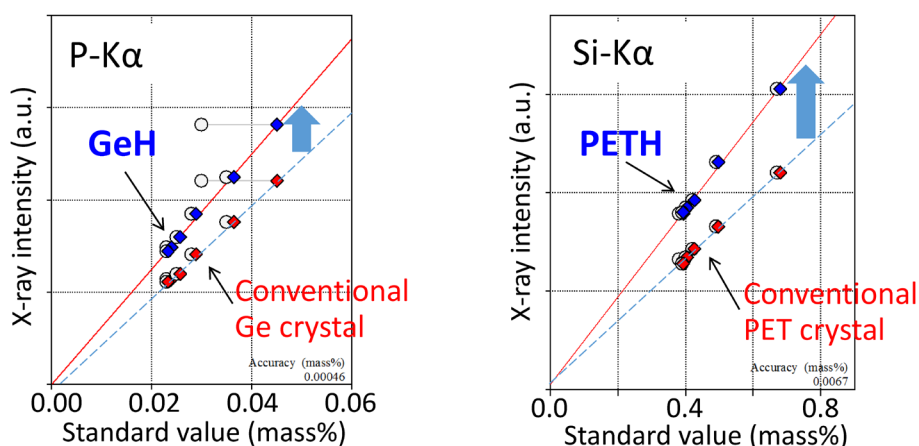 P-Kα
X-ray intensity (a.u.)
GeH
Conventional
Ge crystal
Accuracy (mass%)
0.00046
0.00
0.02
0.04
0.06
Standard value (mass%)
Si-Kα
X-ray intensity (a.u.)
PETH
Conventional
PET crystal
Accuracy (mass%)
0.0067
0.0
0.4
0.8
Standard value (mass%)